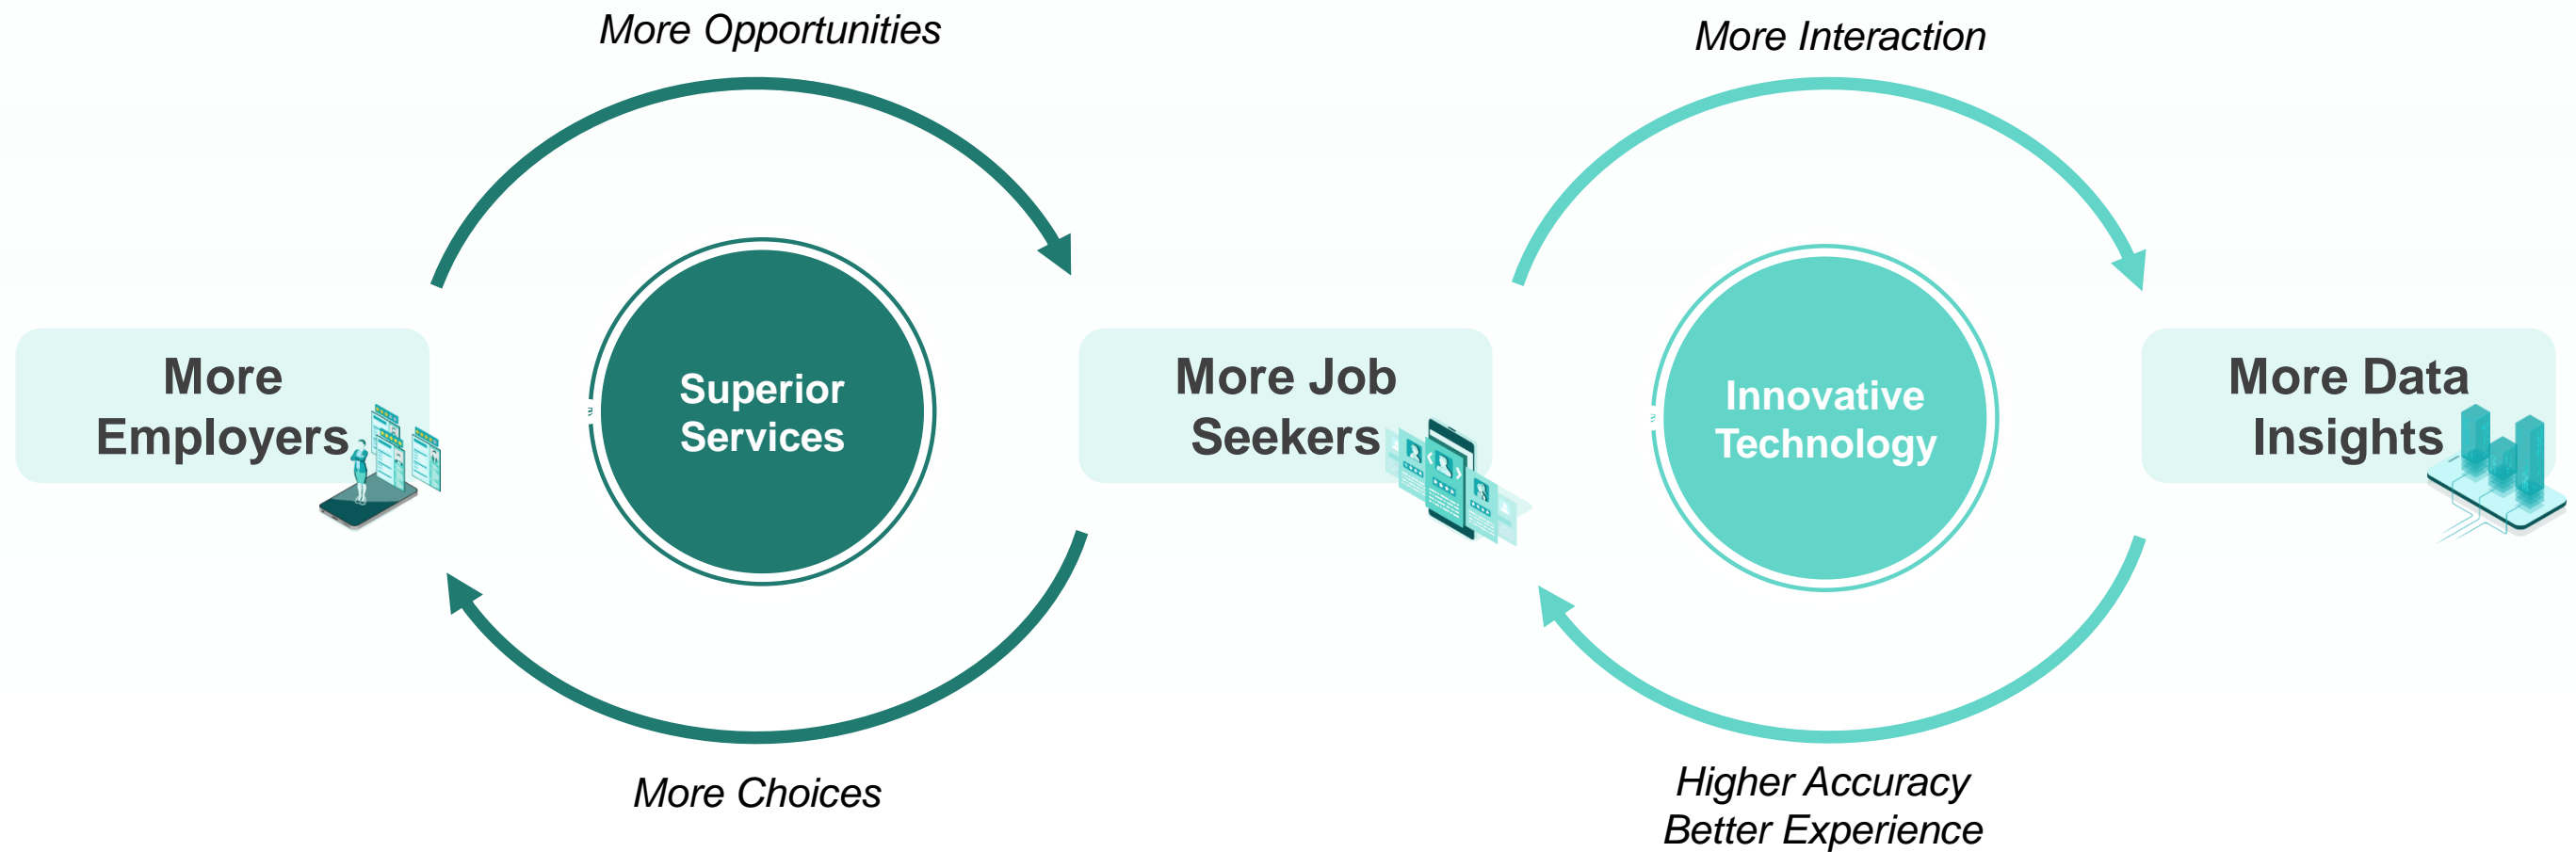 More Opportunities
More Interaction
More
Employers
Superior
Services
More Job
Seekers
Innovative
Technology
More Data
Insights
More Choices
Higher Accuracy
Better Experience